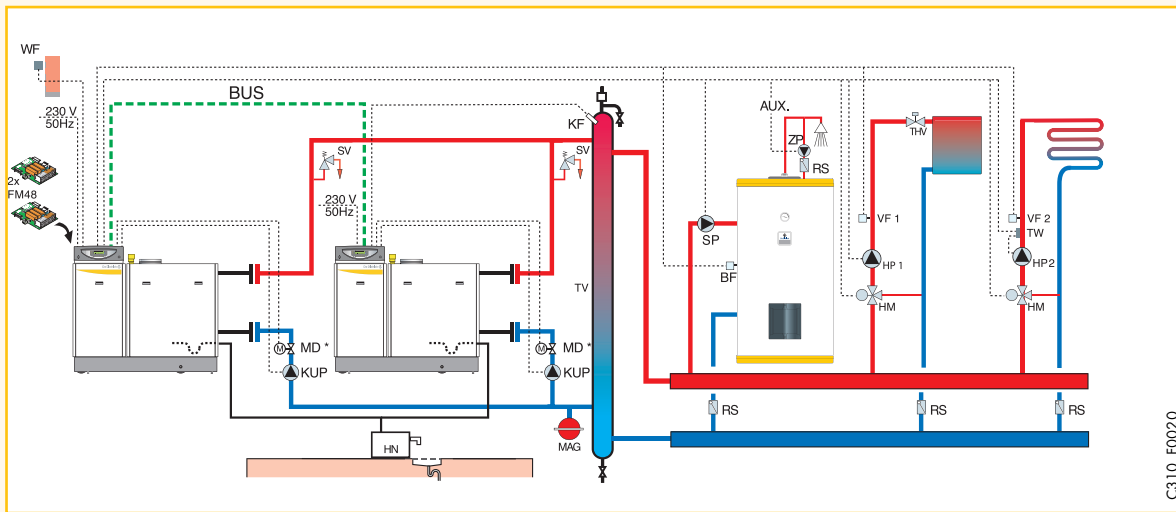 WF
230 V
50Hz
BUS
2x
FM48
SV
230 V
50Hz
KF
SV
AUX.
ZP
RS
THV
SP
BF
VF 1
HP 1
HM
VF 2
TW
HP2
HM
TV
M
MD *
KUP
M
MD *
KUP
HN
MAG
RS
RS
RS
C310_F0020